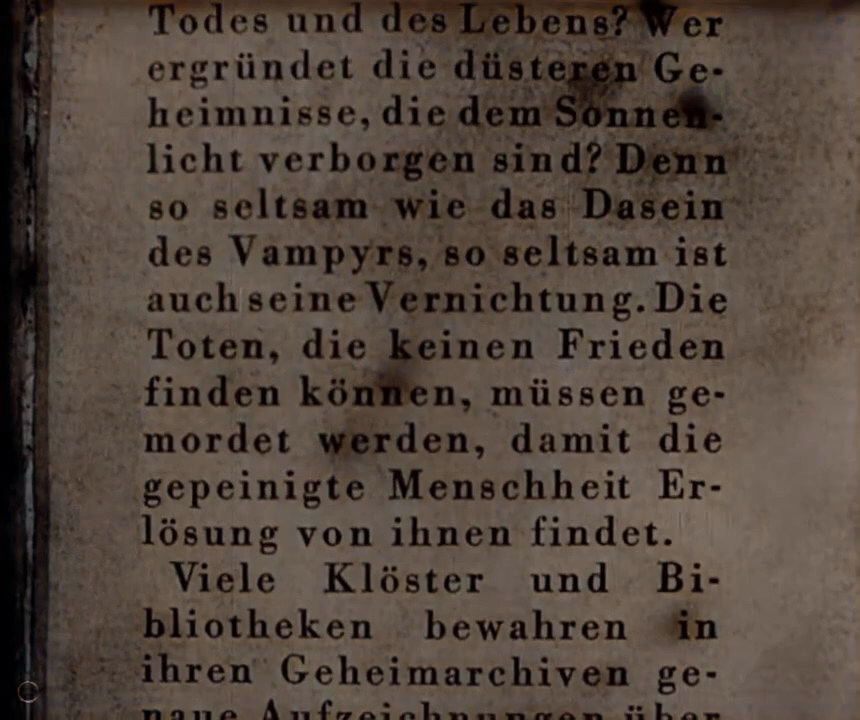 Todes und des Lebens? Wer
ergründet die düsteren Ge-
heimnisse, die dem Sonnen-
licht verborgen sind? Denn
so seltsam wie das Dasein
des Vampyrs, so seltsam ist
auch seine Vernichtung. Die
Toten, die keinen Frieden
finden können, müssen ge-
mordet werden, damit die
gepeinigte Menschheit Er-
lösung von ihnen findet.
Viele Klöster und Bi-
bliotheken bewahren in
ihren Geheimarchiven ge-
naue Aufzeichnungen über